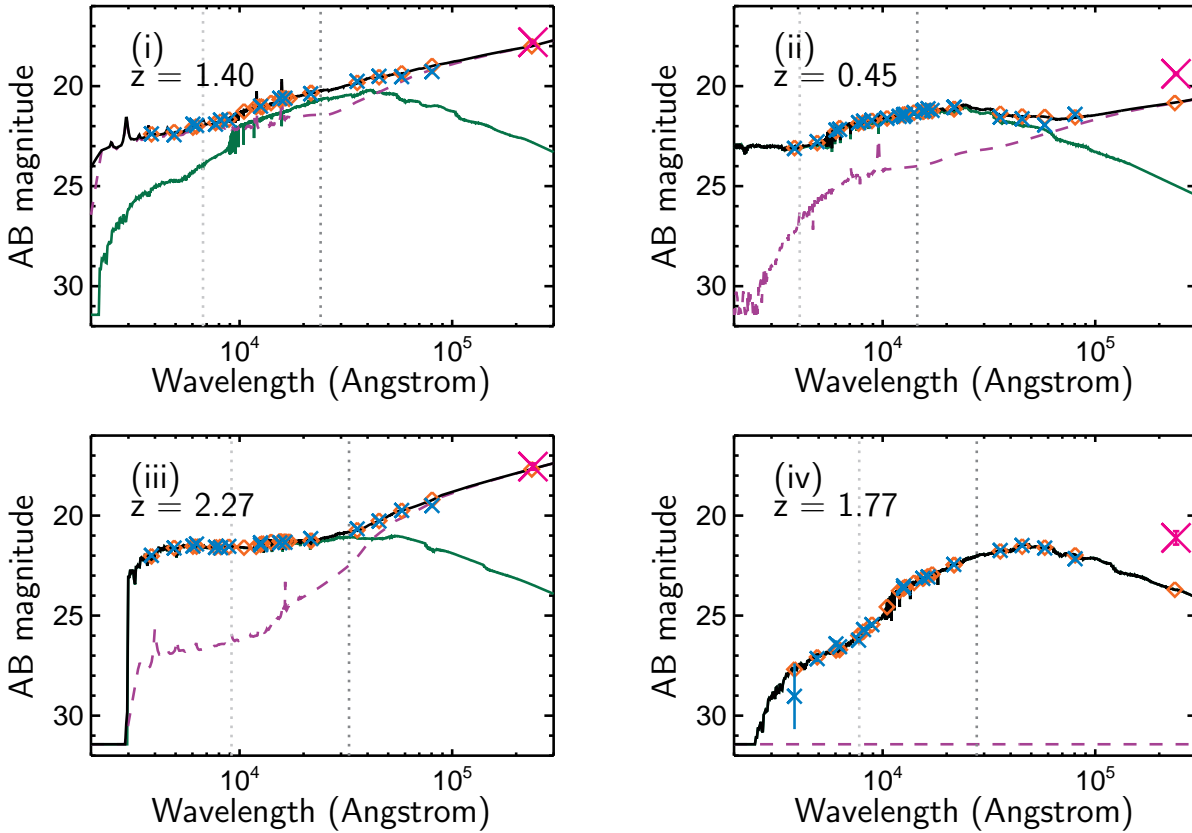 (i)
z = 1.40
20
25
30
AB magnitude
10^4
10^5
Wavelength (Angstrom)
(ii)
z = 0.45
20
25
30
AB magnitude
10^4
10^5
Wavelength (Angstrom)
(iii)
z = 2.27
20
25
30
AB magnitude
10^4
10^5
Wavelength (Angstrom)
(iv)
z = 1.77
20
25
30
AB magnitude
10^4
10^5
Wavelength (Angstrom)